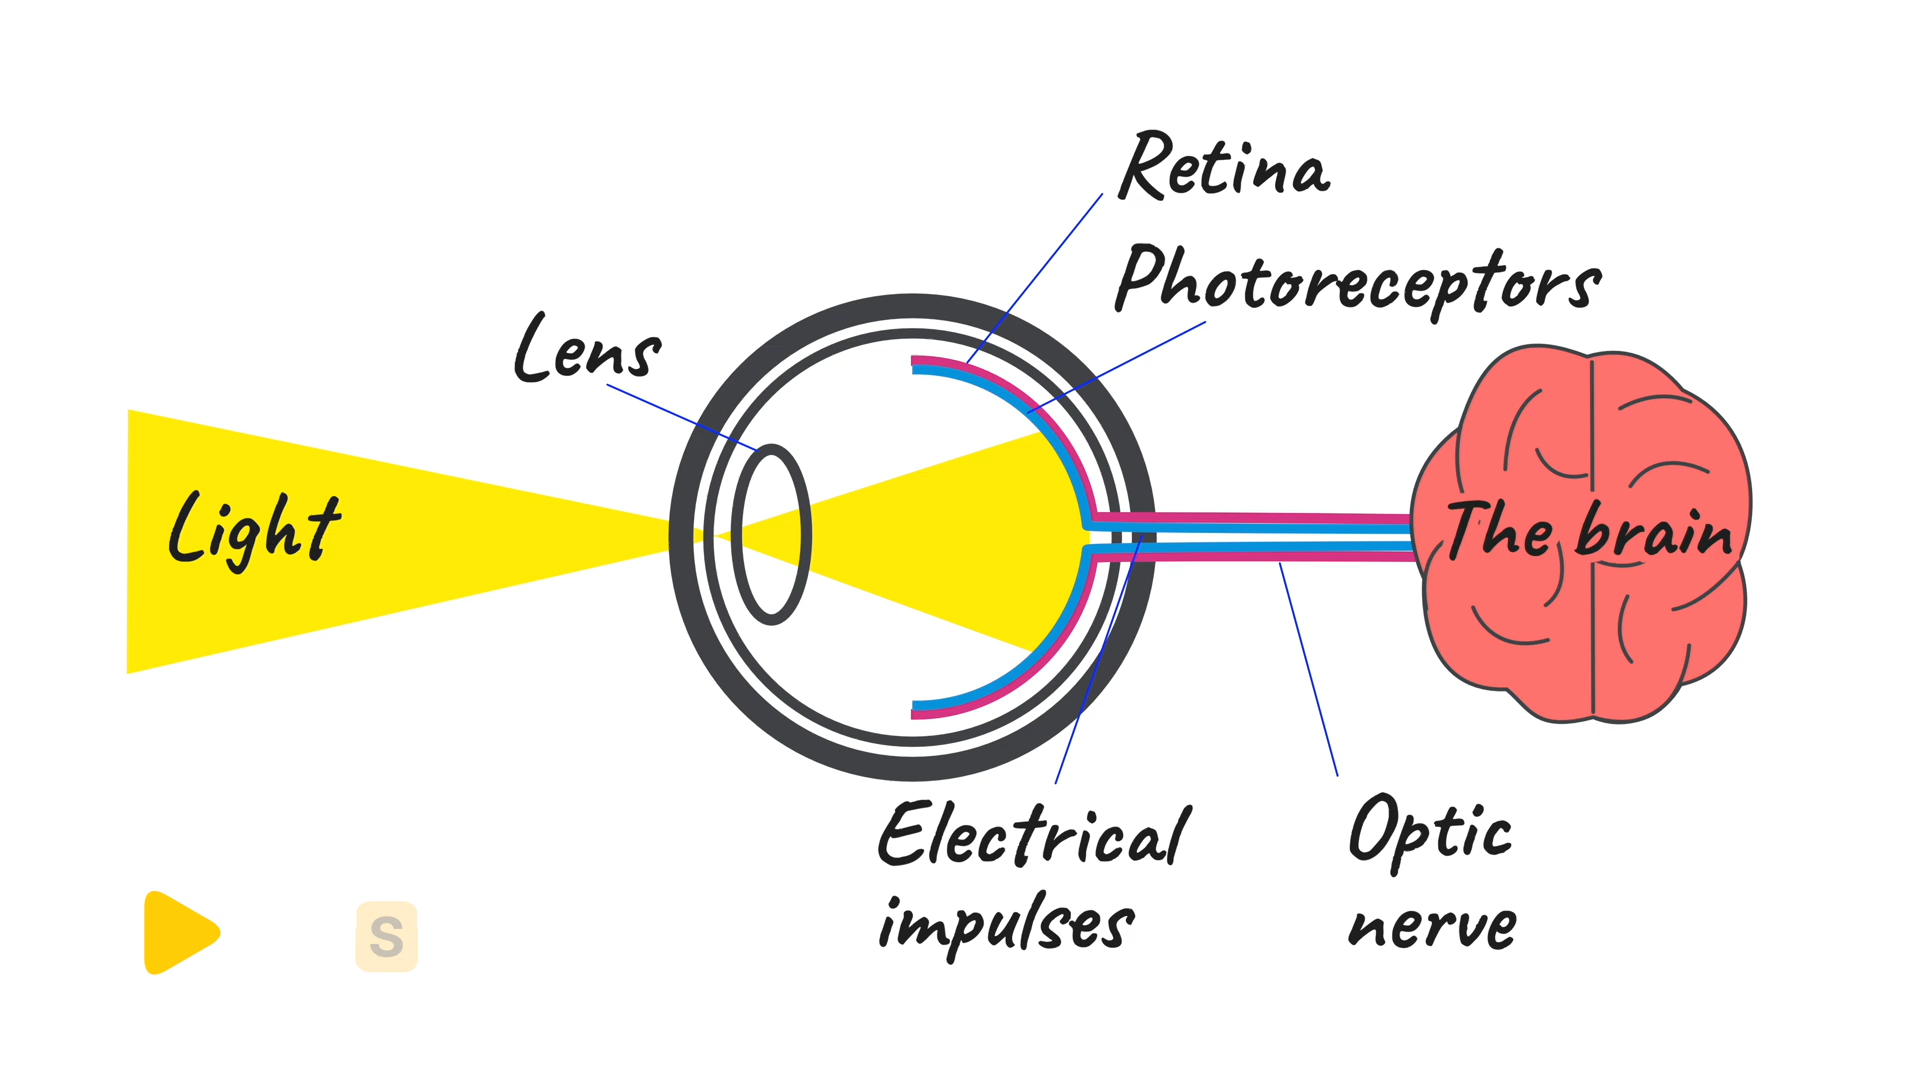 Retina
Photoreceptors
Lens
Light
The brain
Electrical
impulses
Optic
nerve
S